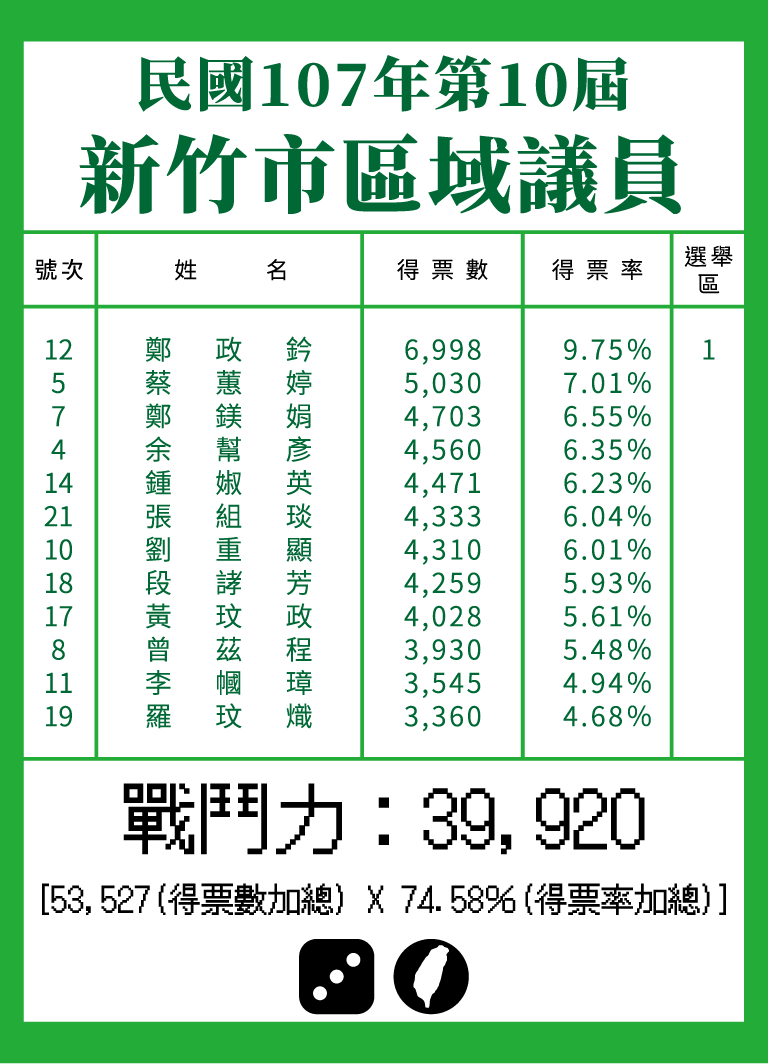 民國107年第10屆
新竹市區域議員
號次 姓名 得票數 得票率 選舉區
12 鄭政鈐 6,998 9.75% 1
5 蔡蕙婷 5,030 7.01%
7 鄭鎂娟 4,703 6.55%
4 余幫彥 4,560 6.35%
14 鍾淑英 4,471 6.23%
21 張組琰 4,333 6.04%
10 劉重顯 4,310 6.01%
18 段孝芳 4,259 5.93%
17 黃玟政 4,028 5.61%
8 曾茲程 3,930 5.48%
11 李幗璋 3,545 4.94%
19 羅玟熾 3,360 4.68%
戰鬥力：39,920
[53,527(得票數加總) X 74.58%(得票率加總)]